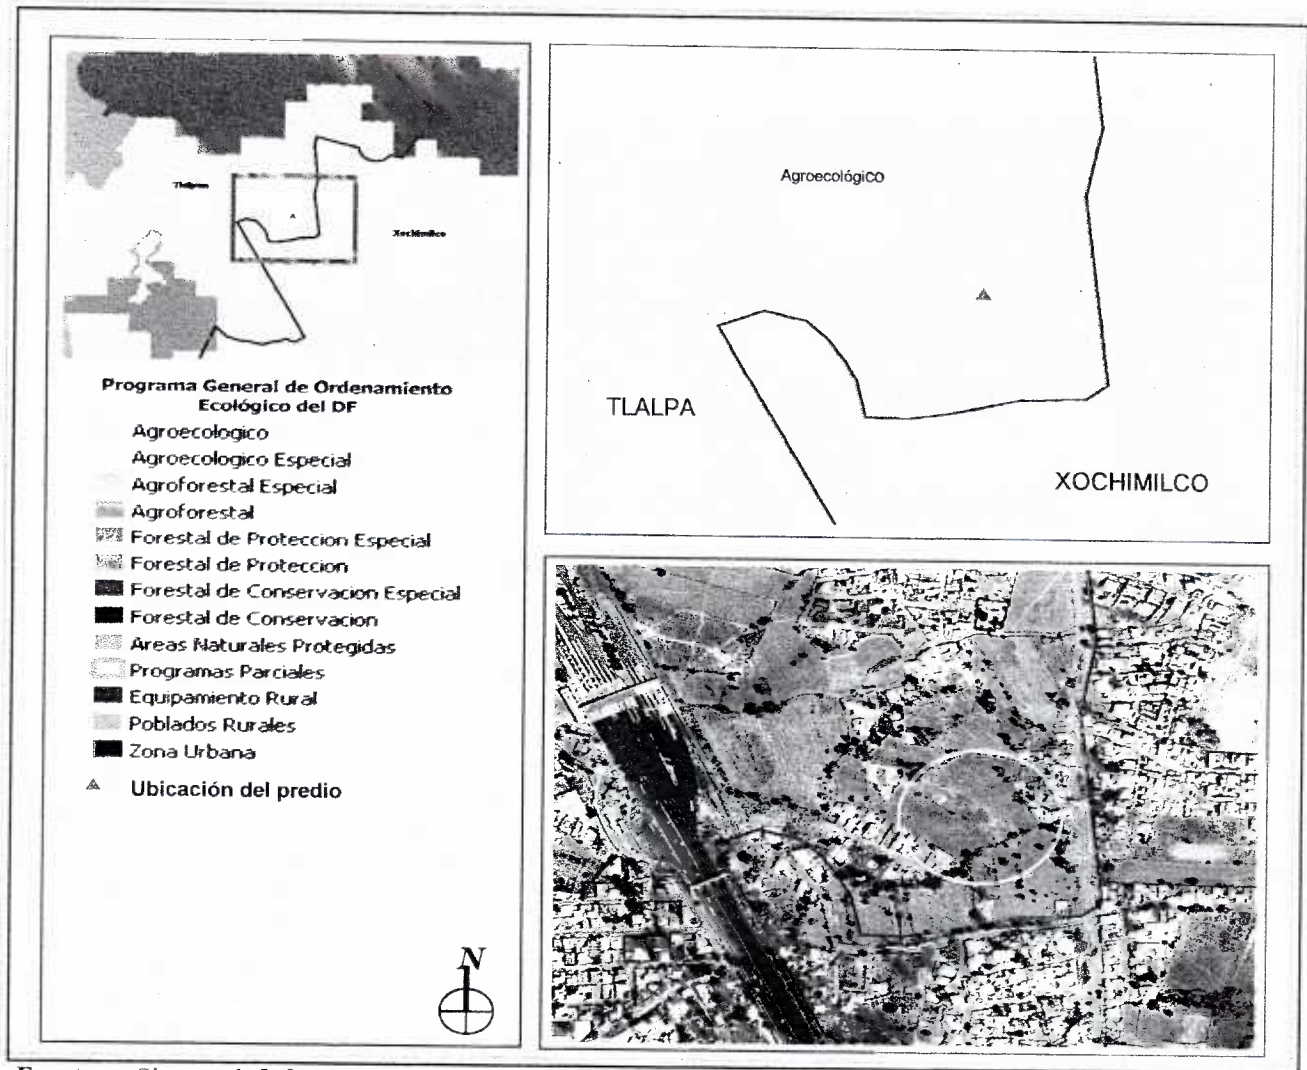 Tlalpan
Xochimilco
Programa General de Ordenamiento
Ecológico del DF
Agroecologico
Agroecologico Especial
Agroforestal Especial
Agroforestal
Forestal de Proteccion Especial
Forestal de Proteccion
Forestal de Conservacion Especial
Forestal de Conservacion
Areas Naturales Protegidas
Programas Parciales
Equipamiento Rural
Poblados Rurales
Zona Urbana
Ubicación del predio
N
Agroecológico
TLALPA
XOCHIMILCO